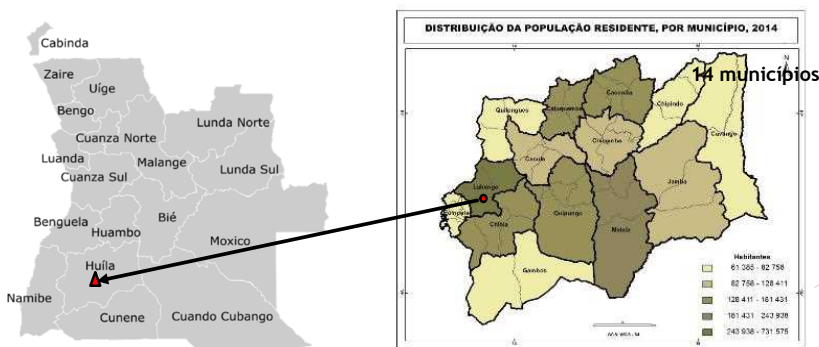 Cabinda
Zaire
Uíge
Bengo
Luanda
Cuanza Norte
Malange
Lunda Norte
Lunda Sul
Cuanza Sul
Benguela
Huambo
Bié
Moxico
Huíla
Namibe
Cunene
Cuando Cubango
DISTRIBUIÇÃO DA POPULAÇÃO RESIDENTE, POR MUNICÍPIO, 2014
14 municípios
Quilengues
Caluquembe
Caconda
Chipindo
Cuvango
Cacula
Chicomba
Jamba
Lubango
Humpata
Chibia
Quipungo
Matala
Gambos
Habitantes
61 385 - 82 758
82 758 - 128 411
128 411 - 181 431
181 431 - 243 938
243 938 - 731 575